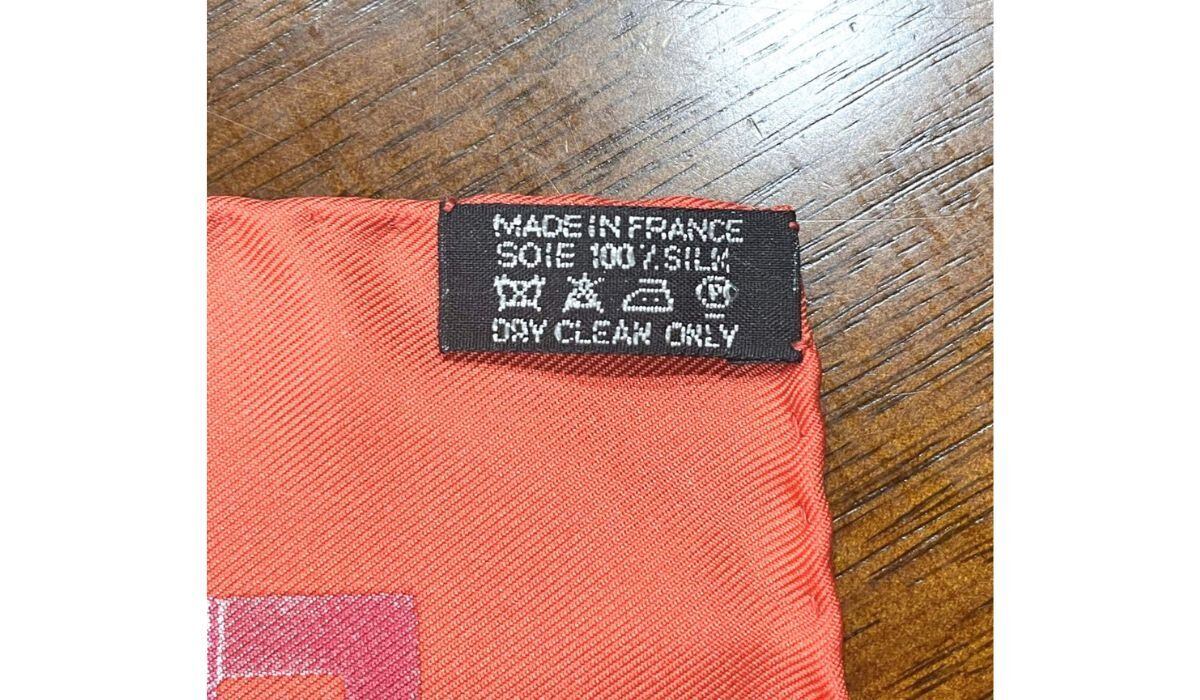 MADE IN FRANCE
SOIE 100% SILK
P
DRY CLEAN ONLY